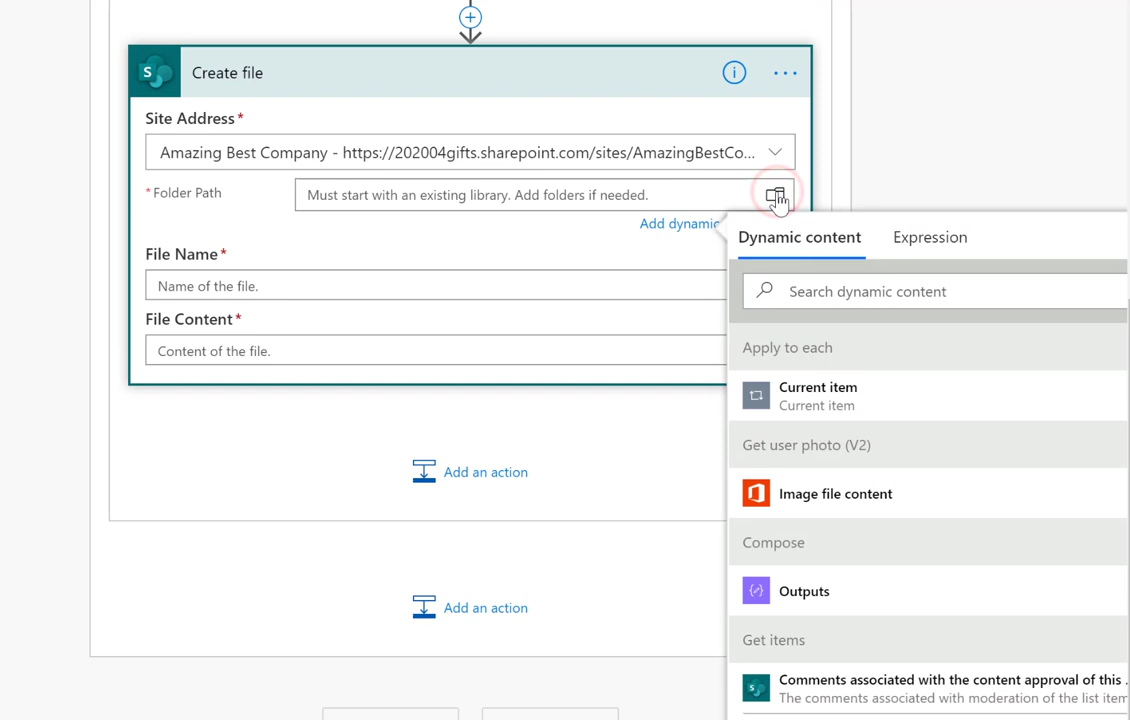 Create file
Site Address*
Amazing Best Company - https://202004gifts.sharepoint.com/sites/AmazingBestCo...
* Folder Path
Must start with an existing library. Add folders if needed.
Add dynamic
File Name*
Name of the file.
File Content*
Content of the file.
Add an action
Add an action
Dynamic content Expression
Search dynamic content
Apply to each
Current item
Current item
Get user photo (V2)
Image file content
Compose
Outputs
Get items
Comments associated with the content approval of this .
The comments associated with moderation of the list item